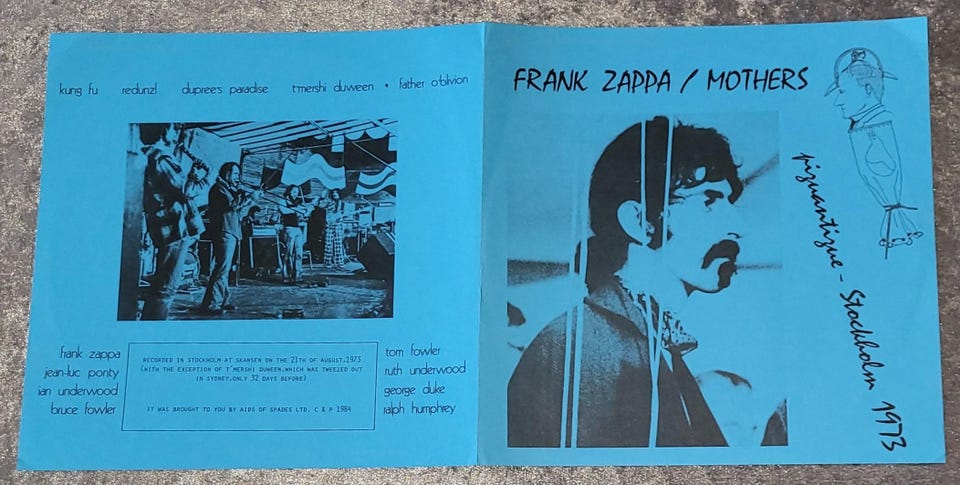 kung fu redunzl dupree's paradise t'mershi duween • father o'blivion
frank zappa
jean-luc ponty
ian underwood
bruce fowler
RECORDED IN STOCKHOLM AT SKANSEN ON THE 21TH OF AUGUST,1973
(WITH THE EXCEPTION OF T'MERSHI DUWEEN,WHICH WAS TWEEZED OUT
IN SYDNEY,ONLY 32 DAYS BEFORE)
IT WAS BROUGHT TO YOU BY AIDS OF SPADES LTD. C & P 1984
tom fowler
ruth underwood
george duke
ralph humphrey
FRANK ZAPPA / MOTHERS
piquantique - Stockholm 1973